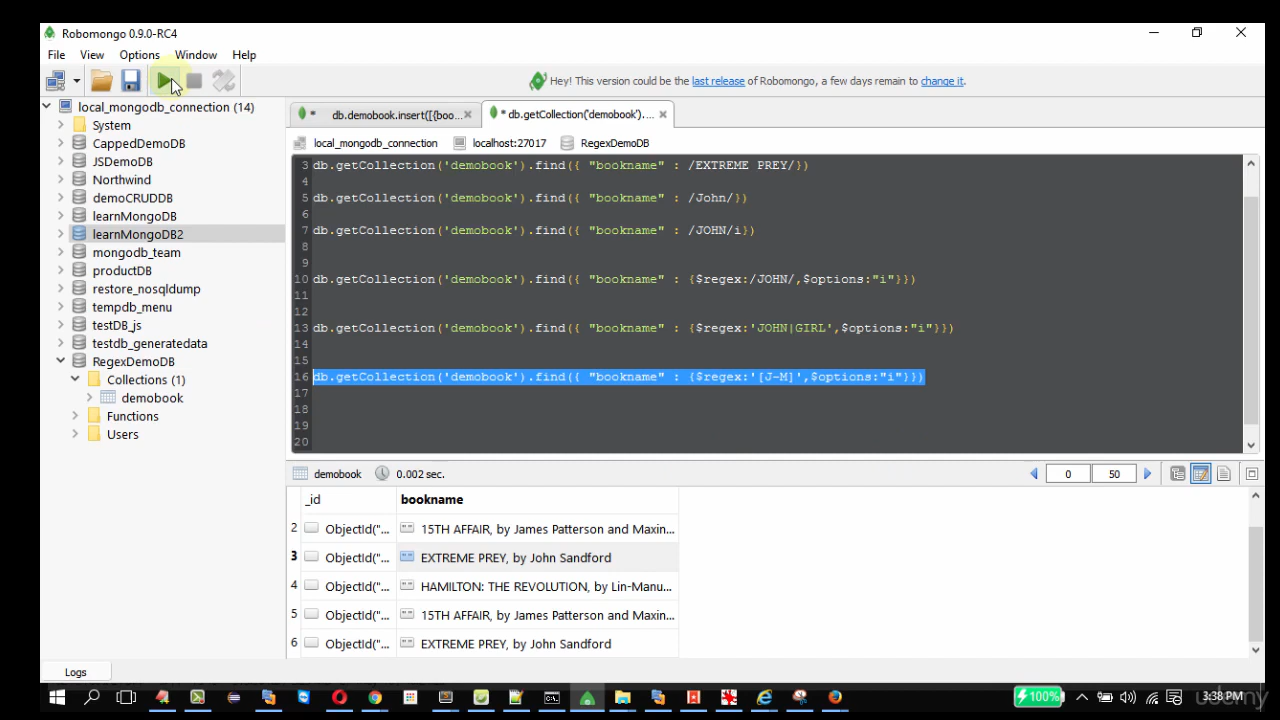 Robomongo 0.9.0-RC4
File View Options Window Help
Hey! This version could be the last release of Robomongo, a few days remain to change it.
local_mongodb_connection (14)
System
CappedDemoDB
JSDemoDB
Northwind
demoCRUDDB
learnMongoDB
learnMongoDB2
mongodb_team
productDB
restore_nosqldump
tempdb_menu
testDB_js
testdb_generatedata
RegexDemoDB
Collections (1)
demobook
Functions
Users
* db.demobook.insert([{boo... * db.getCollection('demobook')....
local_mongodb_connection localhost:27017 RegexDemoDB
3 db.getCollection('demobook').find({ "bookname" : /EXTREME PREY/})
4
5 db.getCollection('demobook').find({ "bookname" : /John/})
6
7 db.getCollection('demobook').find({ "bookname" : /JOHN/i})
8
9
10 db.getCollection('demobook').find({ "bookname" : {$regex:/JOHN/,$options:"i"}})
11
12
13 db.getCollection('demobook').find({ "bookname" : {$regex:'JOHN|GIRL',$options:"i"}})
14
15
16 db.getCollection('demobook').find({ "bookname" : {$regex:'[J-M]',$options:"i"}})
17
18
19
20
demobook 0.002 sec. 0 50
_id bookname
2 ObjectId("... 15TH AFFAIR, by James Patterson and Maxin...
3 ObjectId("... EXTREME PREY, by John Sandford
4 ObjectId("... HAMILTON: THE REVOLUTION, by Lin-Manu...
5 ObjectId("... 15TH AFFAIR, by James Patterson and Maxin...
6 ObjectId("... EXTREME PREY, by John Sandford
Logs
100% 3:38 PM
udemy